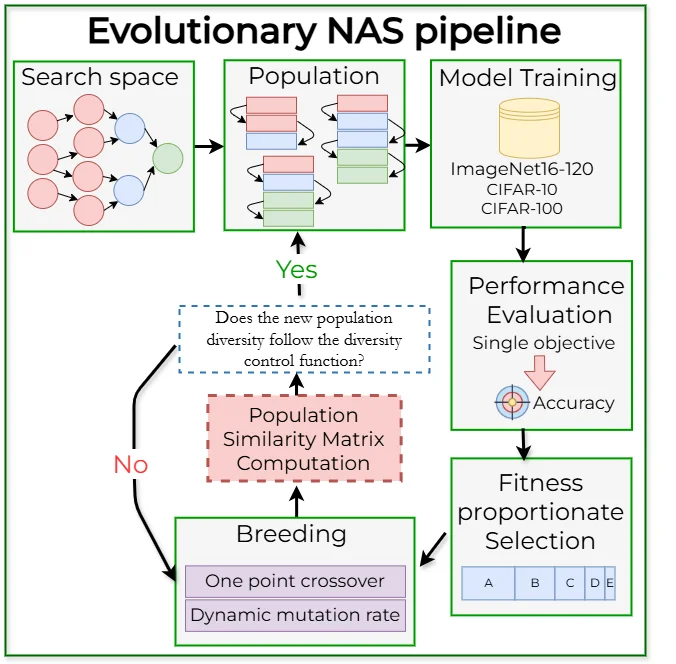 Evolutionary NAS pipeline
Search space
Population
Model Training
ImageNet16-120
CIFAR-10
CIFAR-100
Performance
Evaluation
Single objective
Accuracy
Fitness
proportionate
Selection
A B C D E
Breeding
One point crossover
Dynamic mutation rate
Population
Similarity Matrix
Computation
Does the new population
diversity follow the diversity
control function?
Yes
No